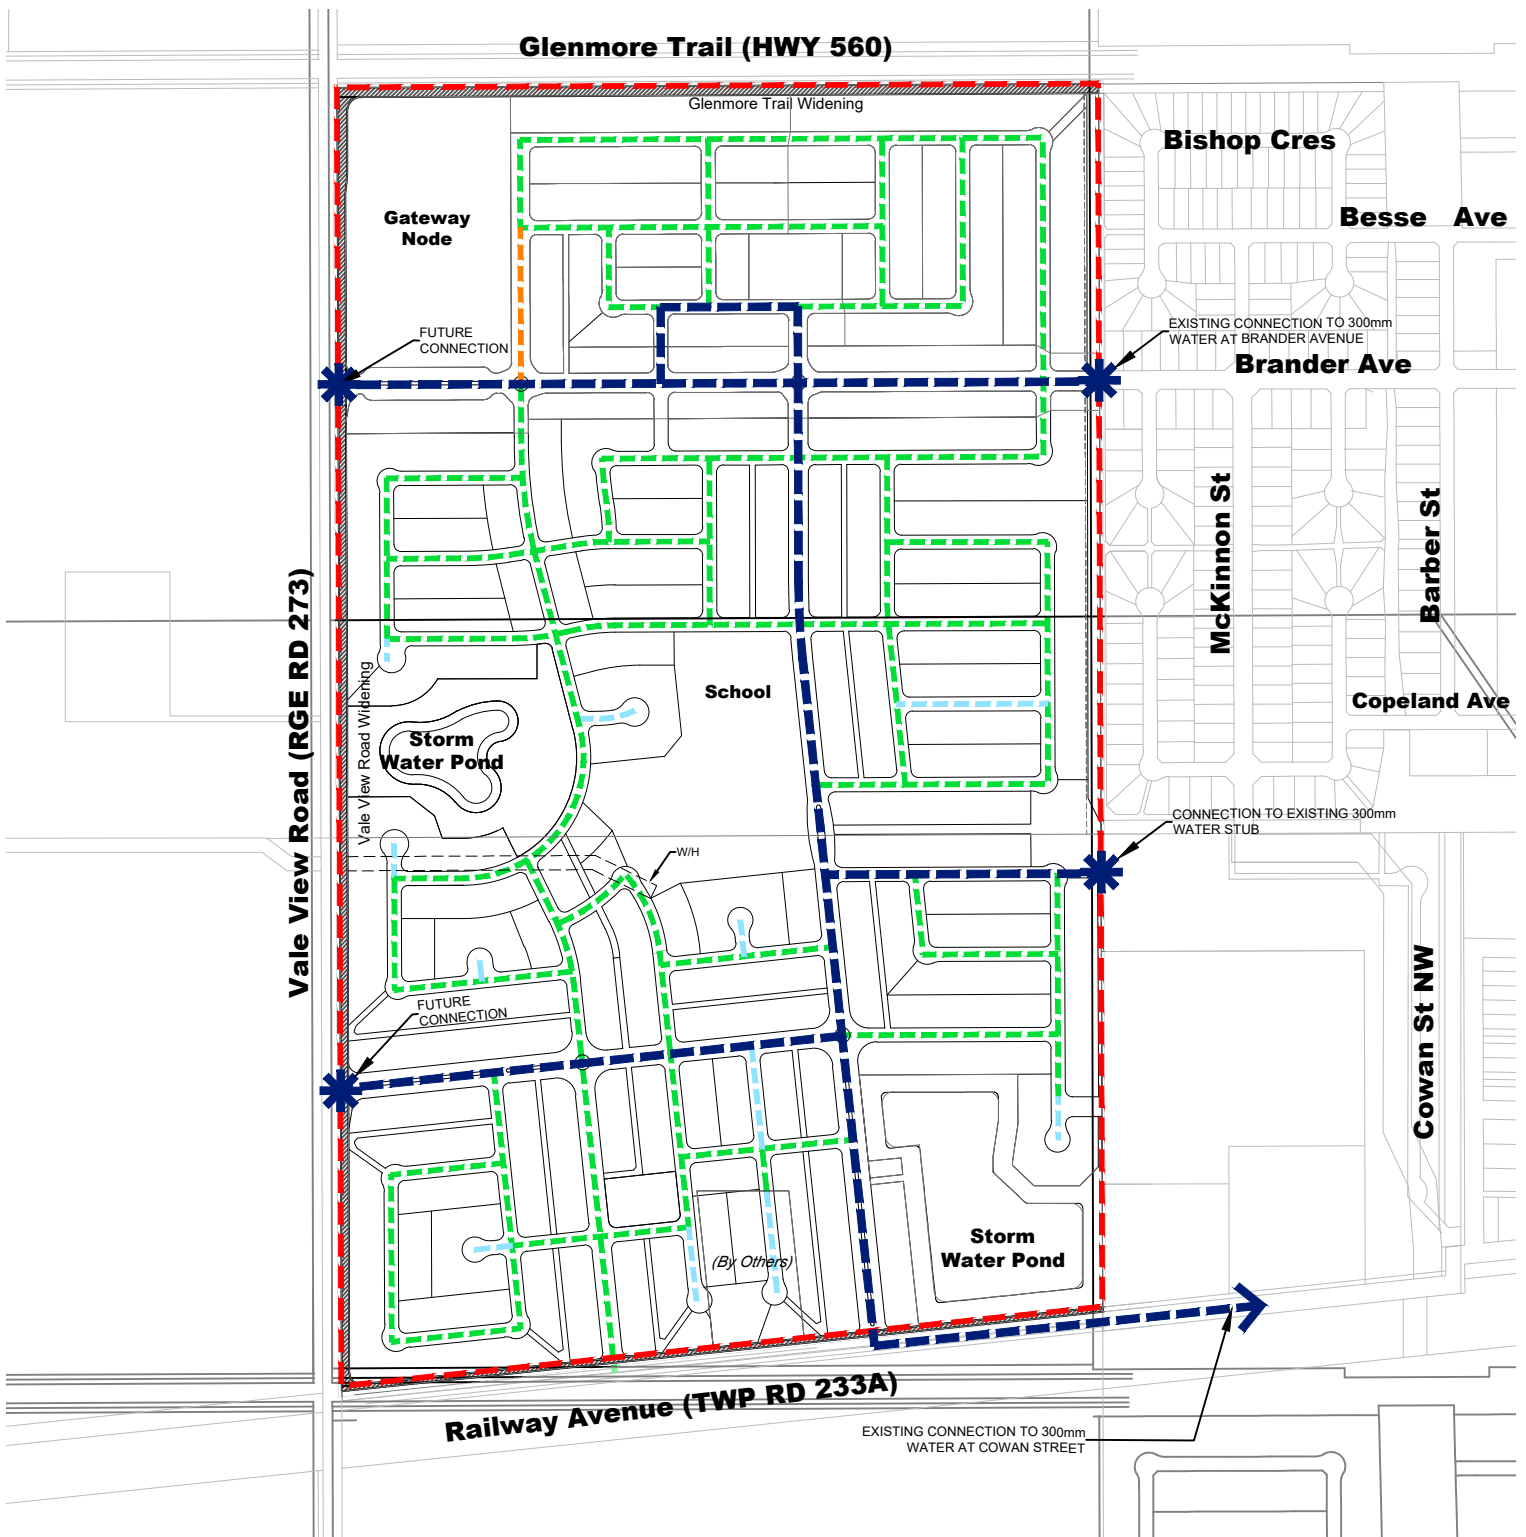 Glenmore Trail (HWY 560)
Glenmore Trail Widening
Bishop Cres
Gateway
Node
Besse Ave
FUTURE
CONNECTION
EXISTING CONNECTION TO 300mm
WATER AT BRANDER AVENUE
Brander Ave
McKinnon St
Barber St
Vale View Road (RGE RD 273)
Vale View Road Widening
School
Copeland Ave
Storm
Water Pond
CONNECTION TO EXISTING 300mm
WATER STUB
W/H
FUTURE
CONNECTION
Cowan St NW
(By Others)
Storm
Water Pond
Railway Avenue (TWP RD 233A)
EXISTING CONNECTION TO 300mm
WATER AT COWAN STREET